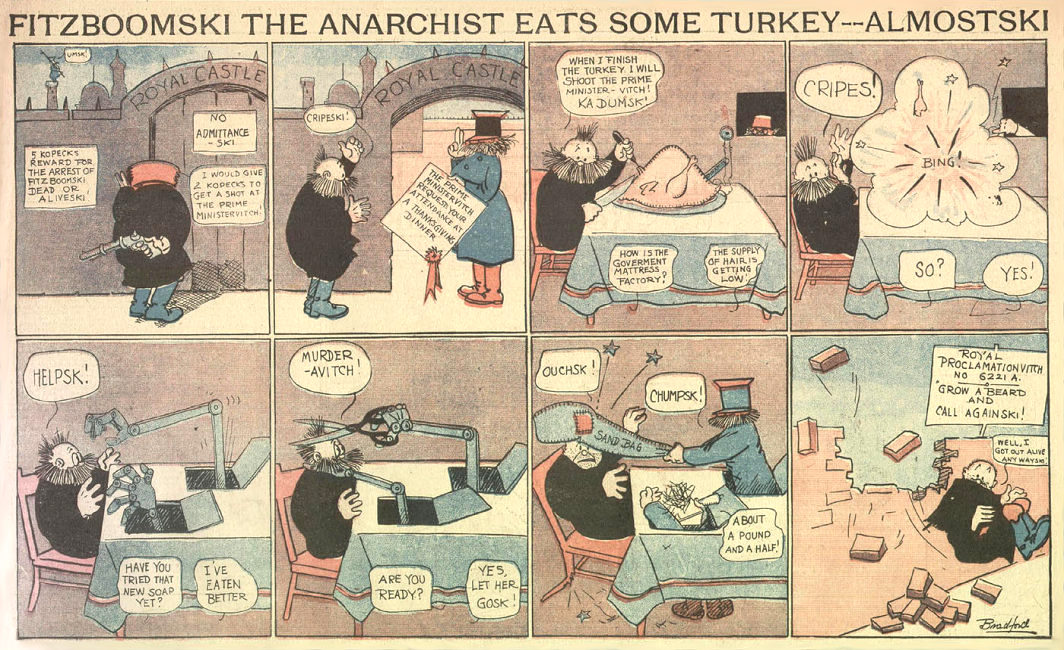 FITZBOOMSKI THE ANARCHIST EATS SOME TURKEY--ALMOSTSKI
UMSK!
ROYAL CASTLE
NO
ADMITTANCE
-SKI
5 KOPECKS
REWARD FOR
THE ARREST OF
FITZBOOMSKI
DEAD OR
ALIVESKI
I WOULD GIVE
2 KOPECKS TO
GET A SHOT AT
THE PRIME
MINISTERVITCH.
ROYAL CASTLE
CRIPESKI!
THE PRIME
MINISTERVITCH
REQUESTS YOUR
ATTENDANCE AT
A THANKSGIVING
DINNER
WHEN I FINISH
THE TURKEY I WILL
SHOOT THE PRIME
MINISTER-VITCH!
KADUMSKI!
HOW IS THE
GOVERMENT
MATTRESS
FACTORY?
THE SUPPLY
OF HAIR IS
GETTING
LOW!
CRIPES!
BING!
SO?
YES!
HELPSK!
HAVE YOU
TRIED THAT
NEW SOAP
YET?
I'VE
EATEN
BETTER
MURDER
-AVITCH!
ARE YOU
READY?
YES,
LET HER
GOSK!
OUCHSK!
CHUMPSK!
SAND BAG
ABOUT
A POUND
AND A HALF!
ROYAL
PROCLAMATIONVITCH
NO 6221 A.
GROW A BEARD
AND
CALL AGAINSKI!
WELL, I
GOT OUT ALIVE
ANYWAYSKI
Bradford